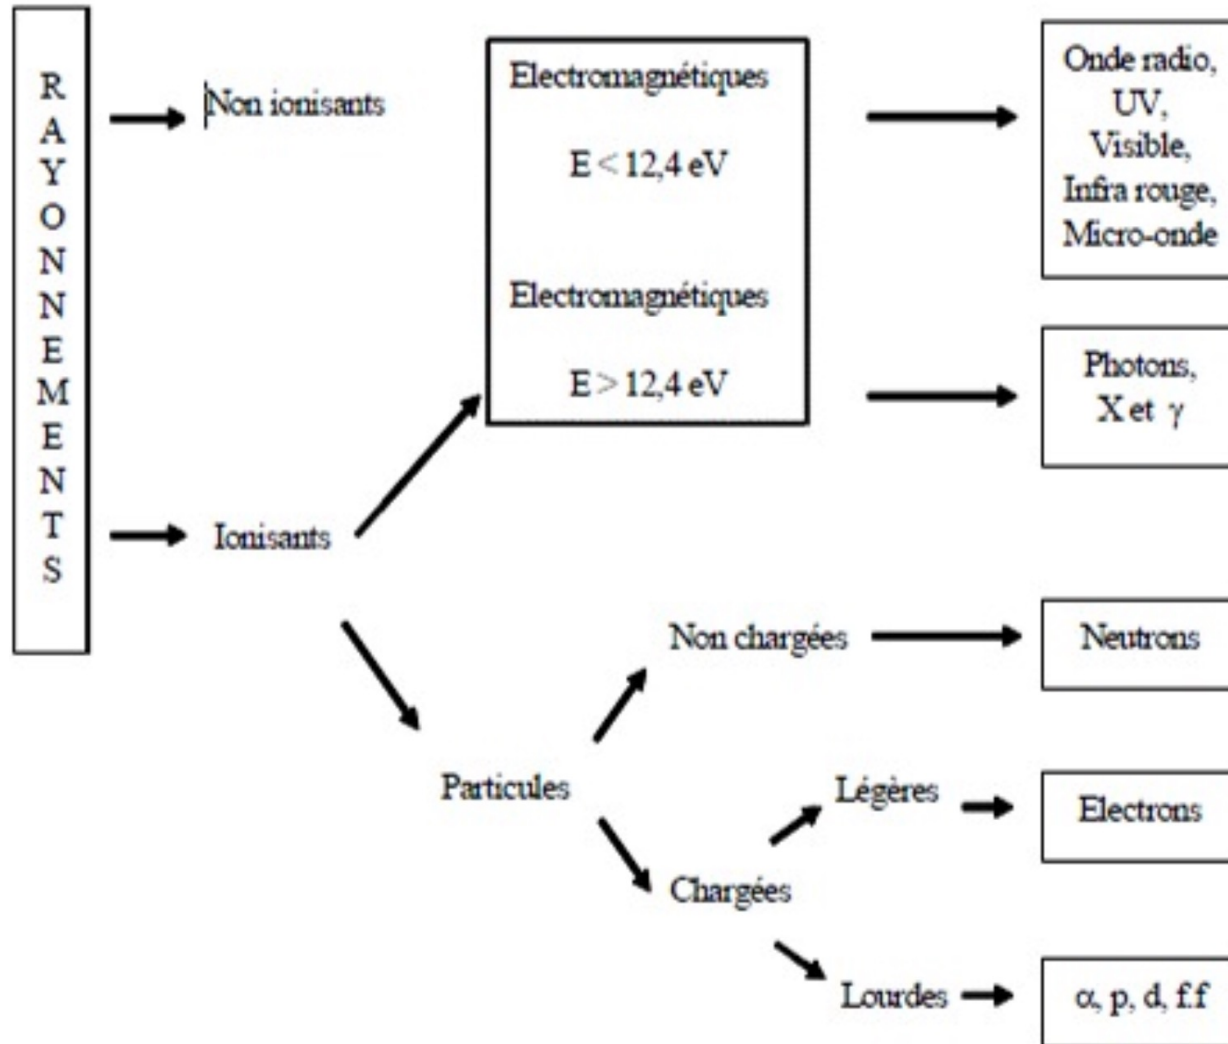 R
A
Y
O
N
N
E
M
E
N
T
S
Non ionisants
Electromagnétiques
E < 12,4 eV
Onde radio,
UV,
Visible,
Infra rouge,
Micro-onde
Electromagnétiques
E > 12,4 eV
Photons,
X et γ
Ionisants
Non chargées
Neutrons
Particules
Légères
Electrons
Chargées
Lourdes
α, p, d, f.f